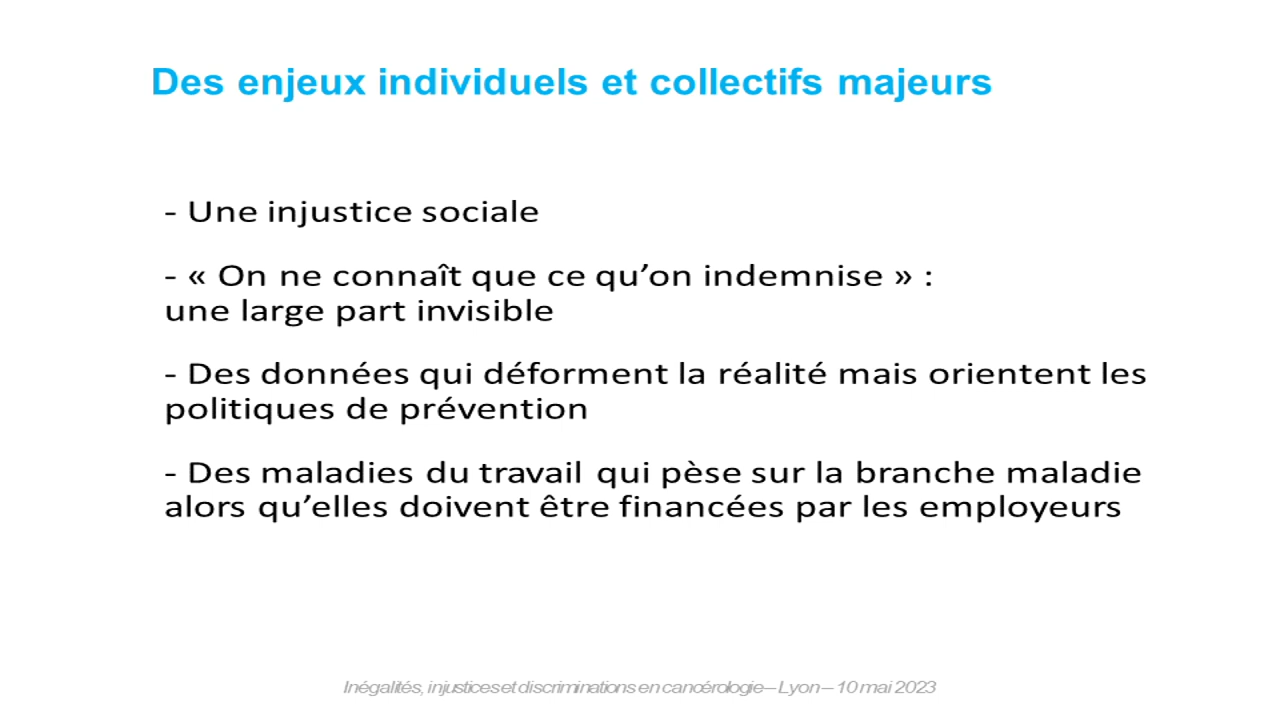 Des enjeux individuels et collectifs majeurs
- Une injustice sociale
- « On ne connaît que ce qu’on indemnise » :
une large part invisible
- Des données qui déforment la réalité mais orientent les
politiques de prévention
- Des maladies du travail qui pèse sur la branche maladie
alors qu’elles doivent être financées par les employeurs
Inégalités, injustices et discriminations en cancérologie – Lyon – 10 mai 2023